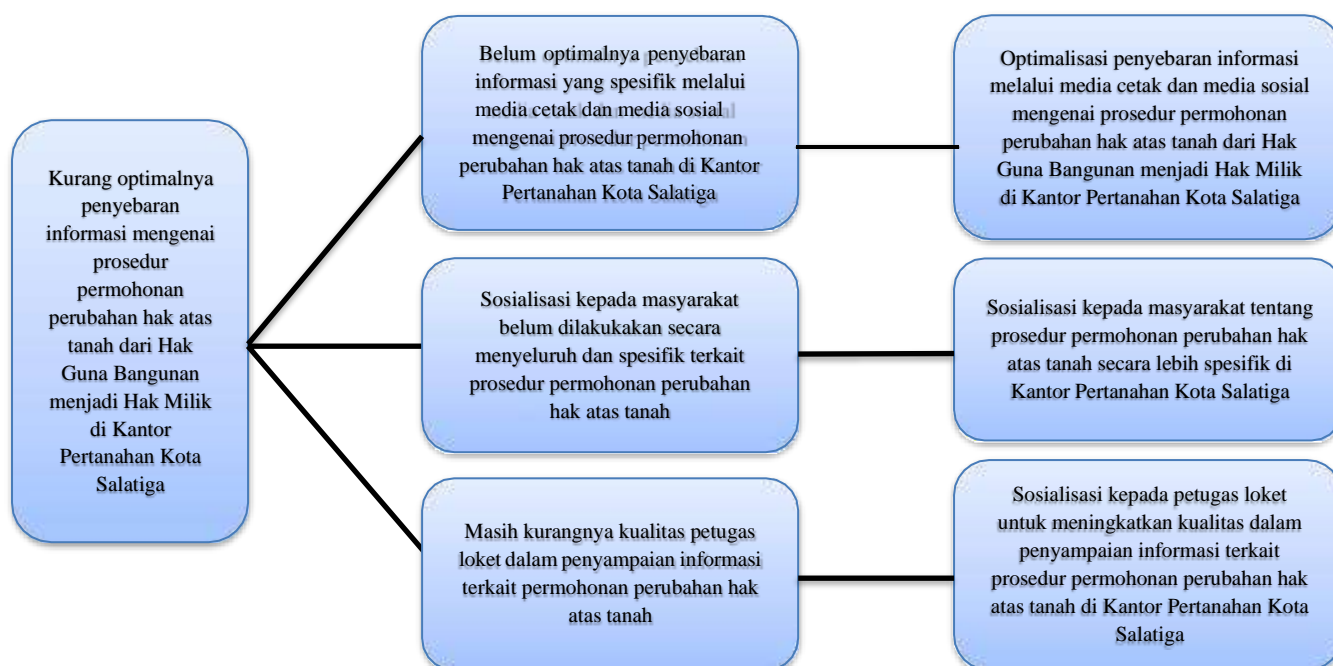 Kurang optimalnya
penyebaran
informasi mengenai
prosedur
permohonan
perubahan hak atas
tanah dari Hak
Guna Bangunan
menjadi Hak Milik
di Kantor
Pertanahan Kota
Salatiga
Belum optimalnya penyebaran
informasi yang spesifik melalui
media cetak dan media sosial
mengenai prosedur permohonan
perubahan hak atas tanah di Kantor
Pertanahan Kota Salatiga
Optimalisasi penyebaran informasi
melalui media cetak dan media sosial
mengenai prosedur permohonan
perubahan hak atas tanah dari Hak
Guna Bangunan menjadi Hak Milik
di Kantor Pertanahan Kota Salatiga
Sosialisasi kepada masyarakat
belum dilakukakan secara
menyeluruh dan spesifik terkait
prosedur permohonan perubahan
hak atas tanah
Sosialisasi kepada masyarakat tentang
prosedur permohonan perubahan hak
atas tanah secara lebih spesifik di
Kantor Pertanahan Kota Salatiga
Masih kurangnya kualitas petugas
loket dalam penyampaian informasi
terkait permohonan perubahan hak
atas tanah
Sosialisasi kepada petugas loket
untuk meningkatkan kualitas dalam
penyampaian informasi terkait
prosedur permohonan perubahan hak
atas tanah di Kantor Pertanahan Kota
Salatiga